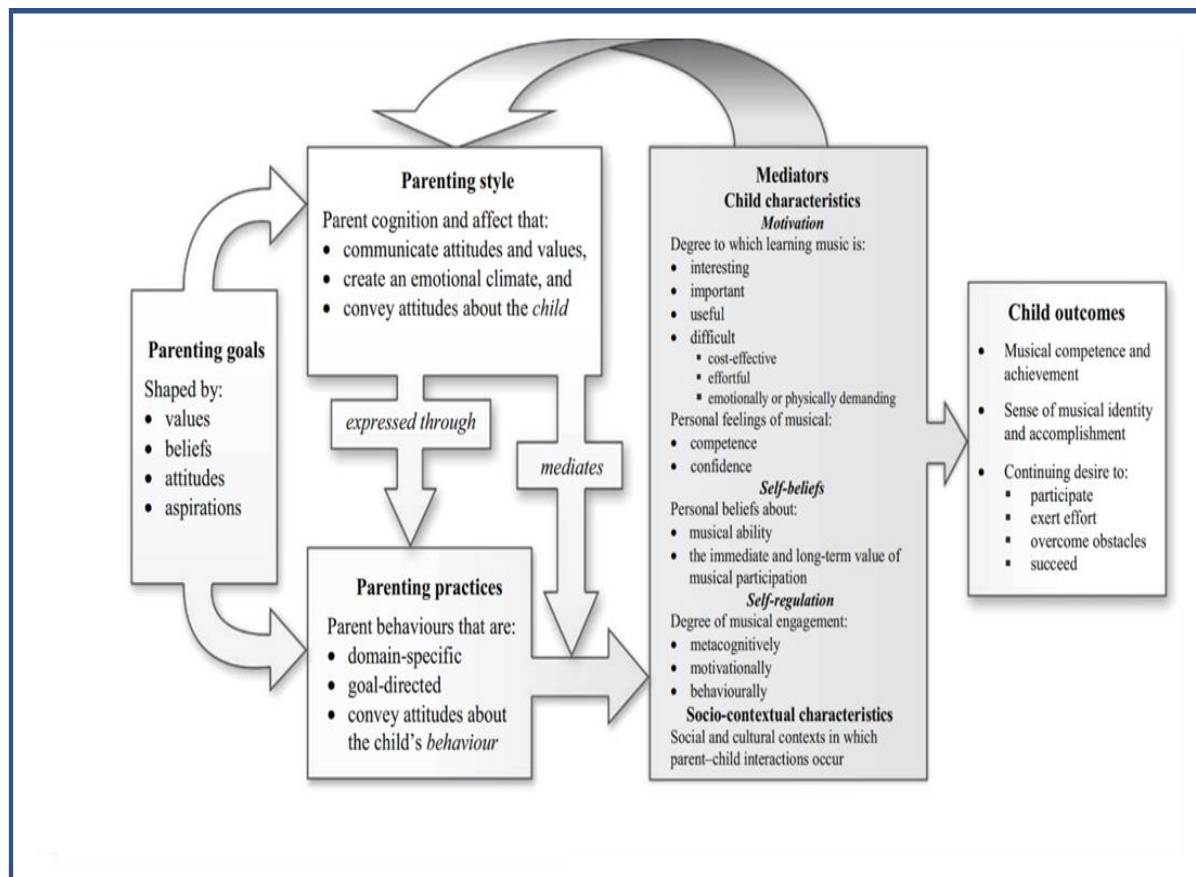 Parenting goals
Shaped by:
• values
• beliefs
• attitudes
• aspirations
Parenting style
Parent cognition and affect that:
• communicate attitudes and values,
• create an emotional climate, and
• convey attitudes about the child
expressed through
mediates
Parenting practices
Parent behaviours that are:
• domain-specific
• goal-directed
• convey attitudes about
the child's behaviour
Mediators
Child characteristics
Motivation
Degree to which learning music is:
• interesting
• important
• useful
• difficult
▪ cost-effective
▪ effortful
▪ emotionally or physically demanding
Personal feelings of musical:
• competence
• confidence
Self-beliefs
Personal beliefs about:
• musical ability
• the immediate and long-term value of
musical participation
Self-regulation
Degree of musical engagement:
• metacognitively
• motivationally
• behaviourally
Socio-contextual characteristics
Social and cultural contexts in which
parent–child interactions occur
Child outcomes
• Musical competence and
achievement
• Sense of musical identity
and accomplishment
• Continuing desire to:
▪ participate
▪ exert effort
▪ overcome obstacles
▪ succeed